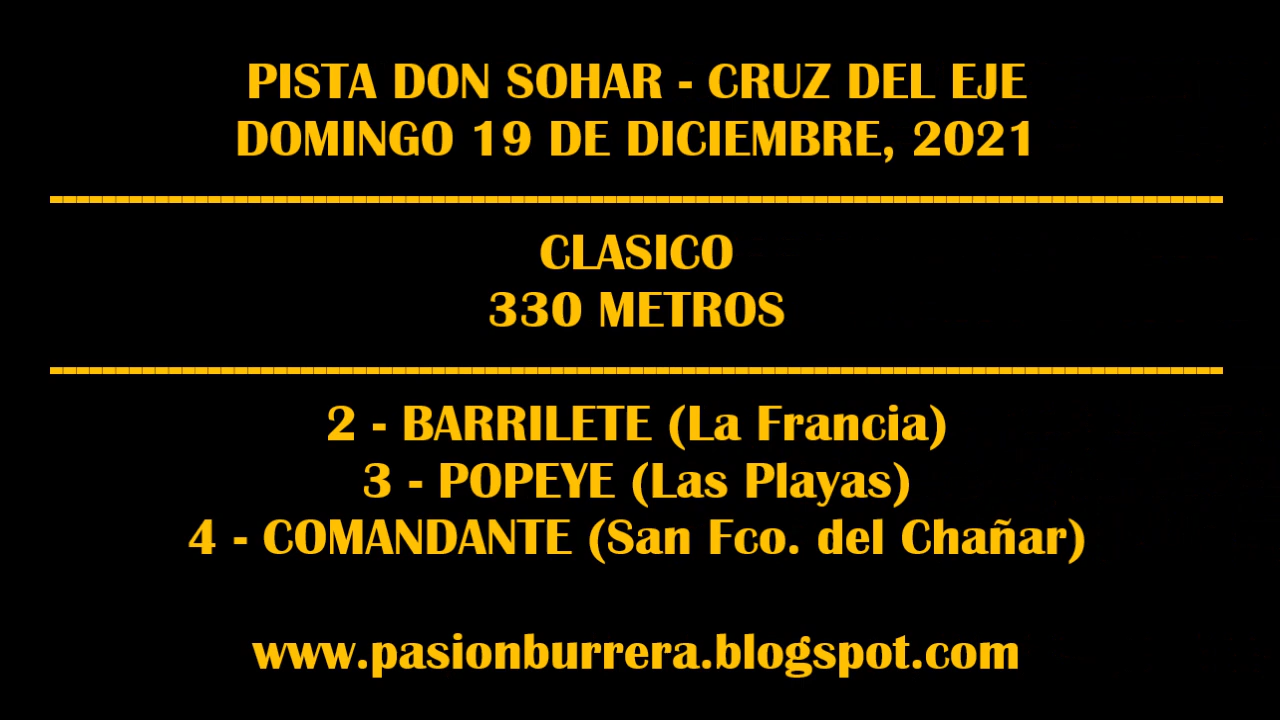 PISTA DON SOHAR - CRUZ DEL EJE
DOMINGO 19 DE DICIEMBRE, 2021
CLASICO
330 METROS
2 - BARRILETE (La Francia)
3 - POPEYE (Las Playas)
4 - COMANDANTE (San Fco. del Chañar)
www.pasionburrera.blogspot.com